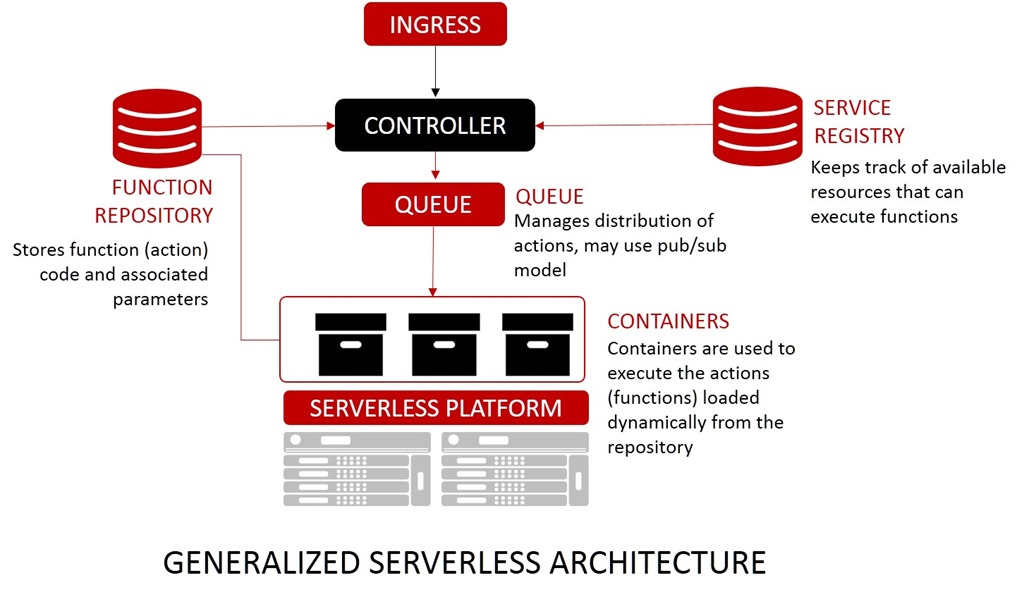 INGRESS
CONTROLLER
SERVICE
REGISTRY
Keeps track of available
resources that can
execute functions
FUNCTION
REPOSITORY
Stores function (action)
code and associated
parameters
QUEUE
QUEUE
Manages distribution of
actions, may use pub/sub
model
CONTAINERS
Containers are used to
execute the actions
(functions) loaded
dynamically from the
repository
SERVERLESS PLATFORM
GENERALIZED SERVERLESS ARCHITECTURE